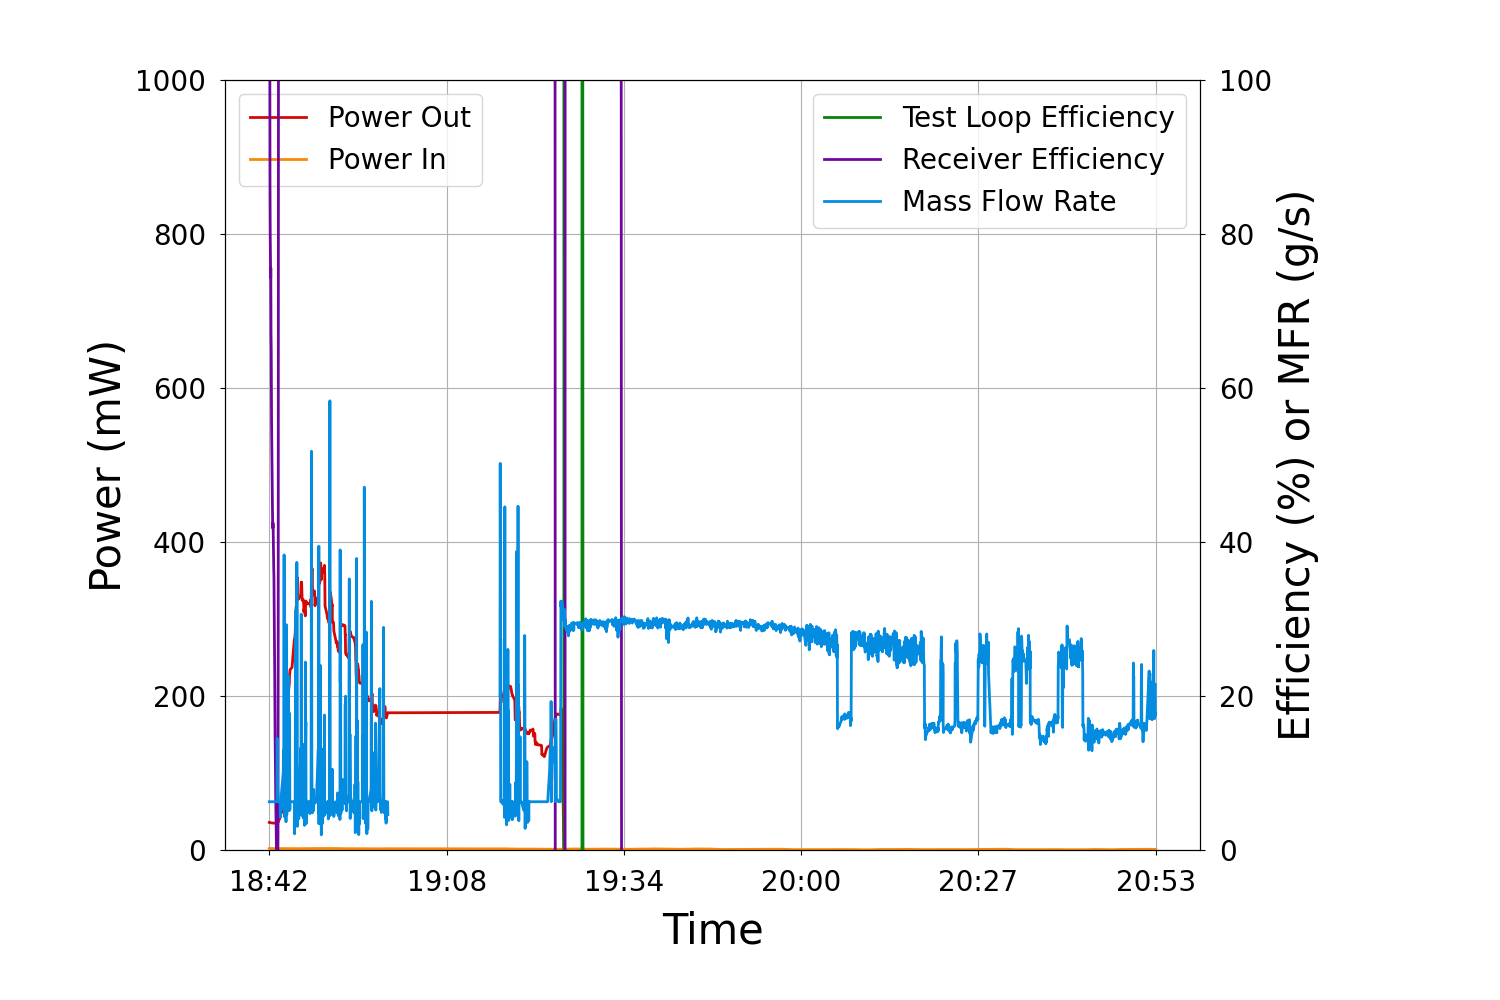 1000
800
600
400
200
0
Power (mW)
Power Out
Power In
Test Loop Efficiency
Receiver Efficiency
Mass Flow Rate
100
80
60
40
20
0
Efficiency (%) or MFR (g/s)
18:42 19:08 19:34 20:00 20:27 20:53
Time